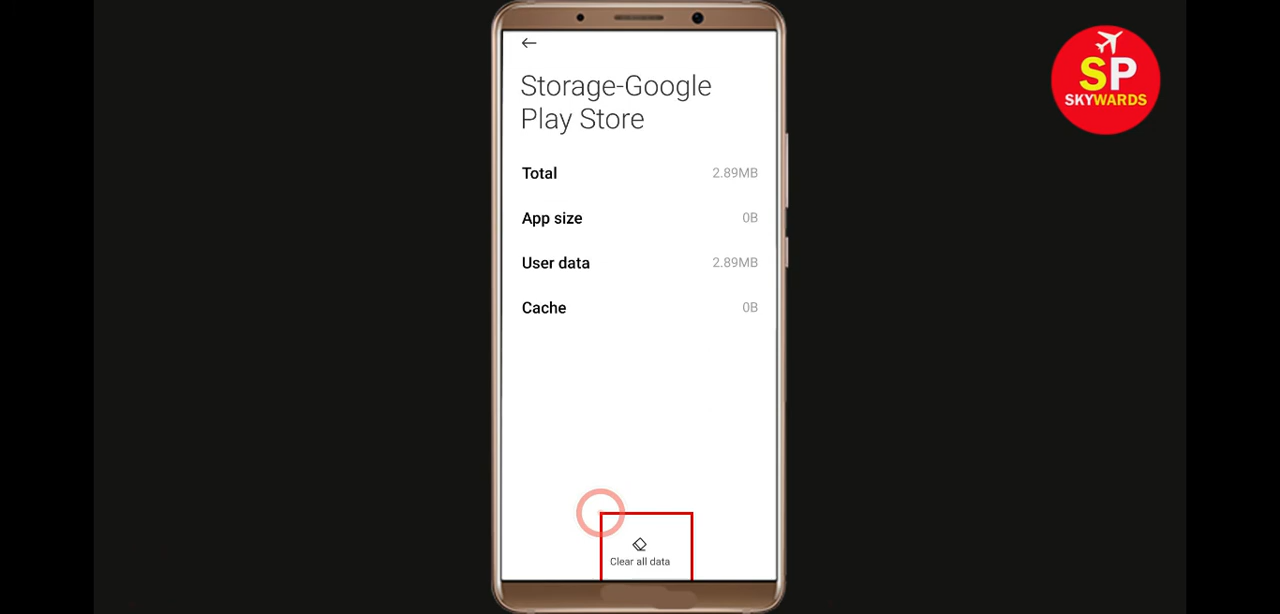 Storage-Google
Play Store
Total 2.89MB
App size 0B
User data 2.89MB
Cache 0B
Clear all data
SP
SKYWARDS